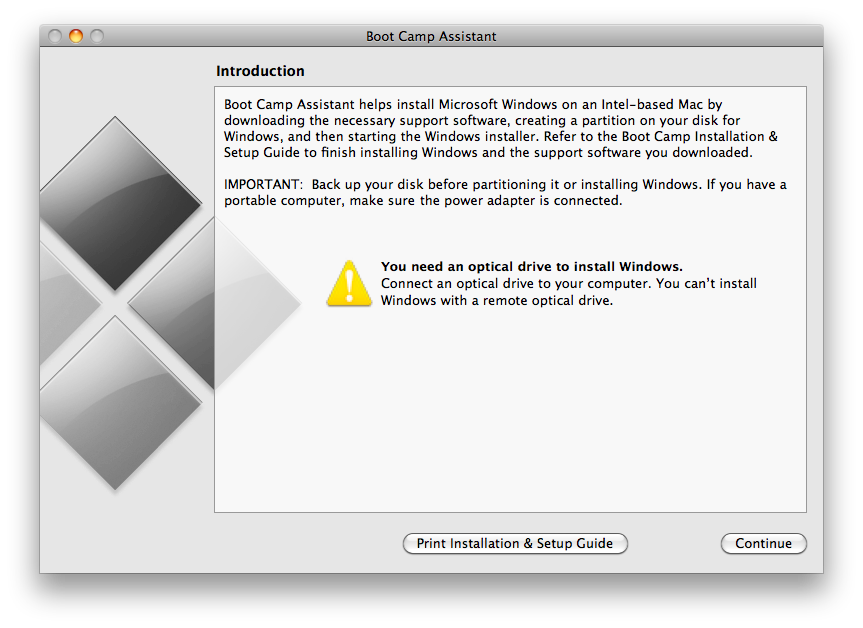 Boot Camp Assistant
Introduction
Boot Camp Assistant helps install Microsoft Windows on an Intel-based Mac by
downloading the necessary support software, creating a partition on your disk for
Windows, and then starting the Windows installer. Refer to the Boot Camp Installation &
Setup Guide to finish installing Windows and the support software you downloaded.
IMPORTANT:  Back up your disk before partitioning it or installing Windows. If you have a
portable computer, make sure the power adapter is connected.
You need an optical drive to install Windows.
Connect an optical drive to your computer. You can’t install
Windows with a remote optical drive.
Print Installation & Setup Guide
Continue